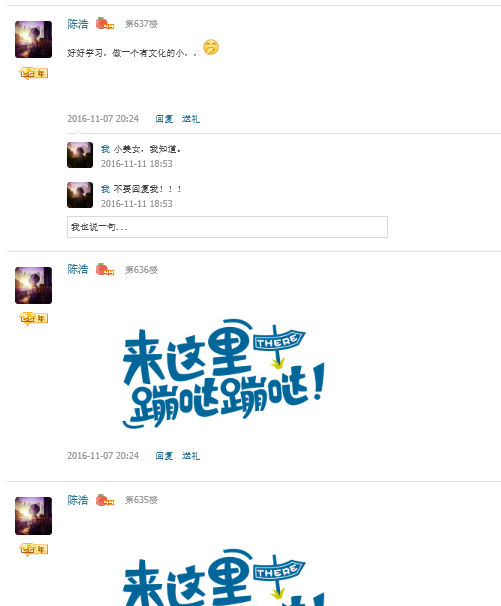 陈浩 第637楼
好好学习，做一个有文化的小．．
年
2016-11-07 20:24 回复 送礼
我 小美女，我知道。
2016-11-11 18:53
我 不要回复我！！！
2016-11-11 18:53
我也说一句...
陈浩 第636楼
年
来这里
THERE
蹦哒蹦哒！
2016-11-07 20:24 回复 送礼
陈浩 第635楼
年
来这里
THERE